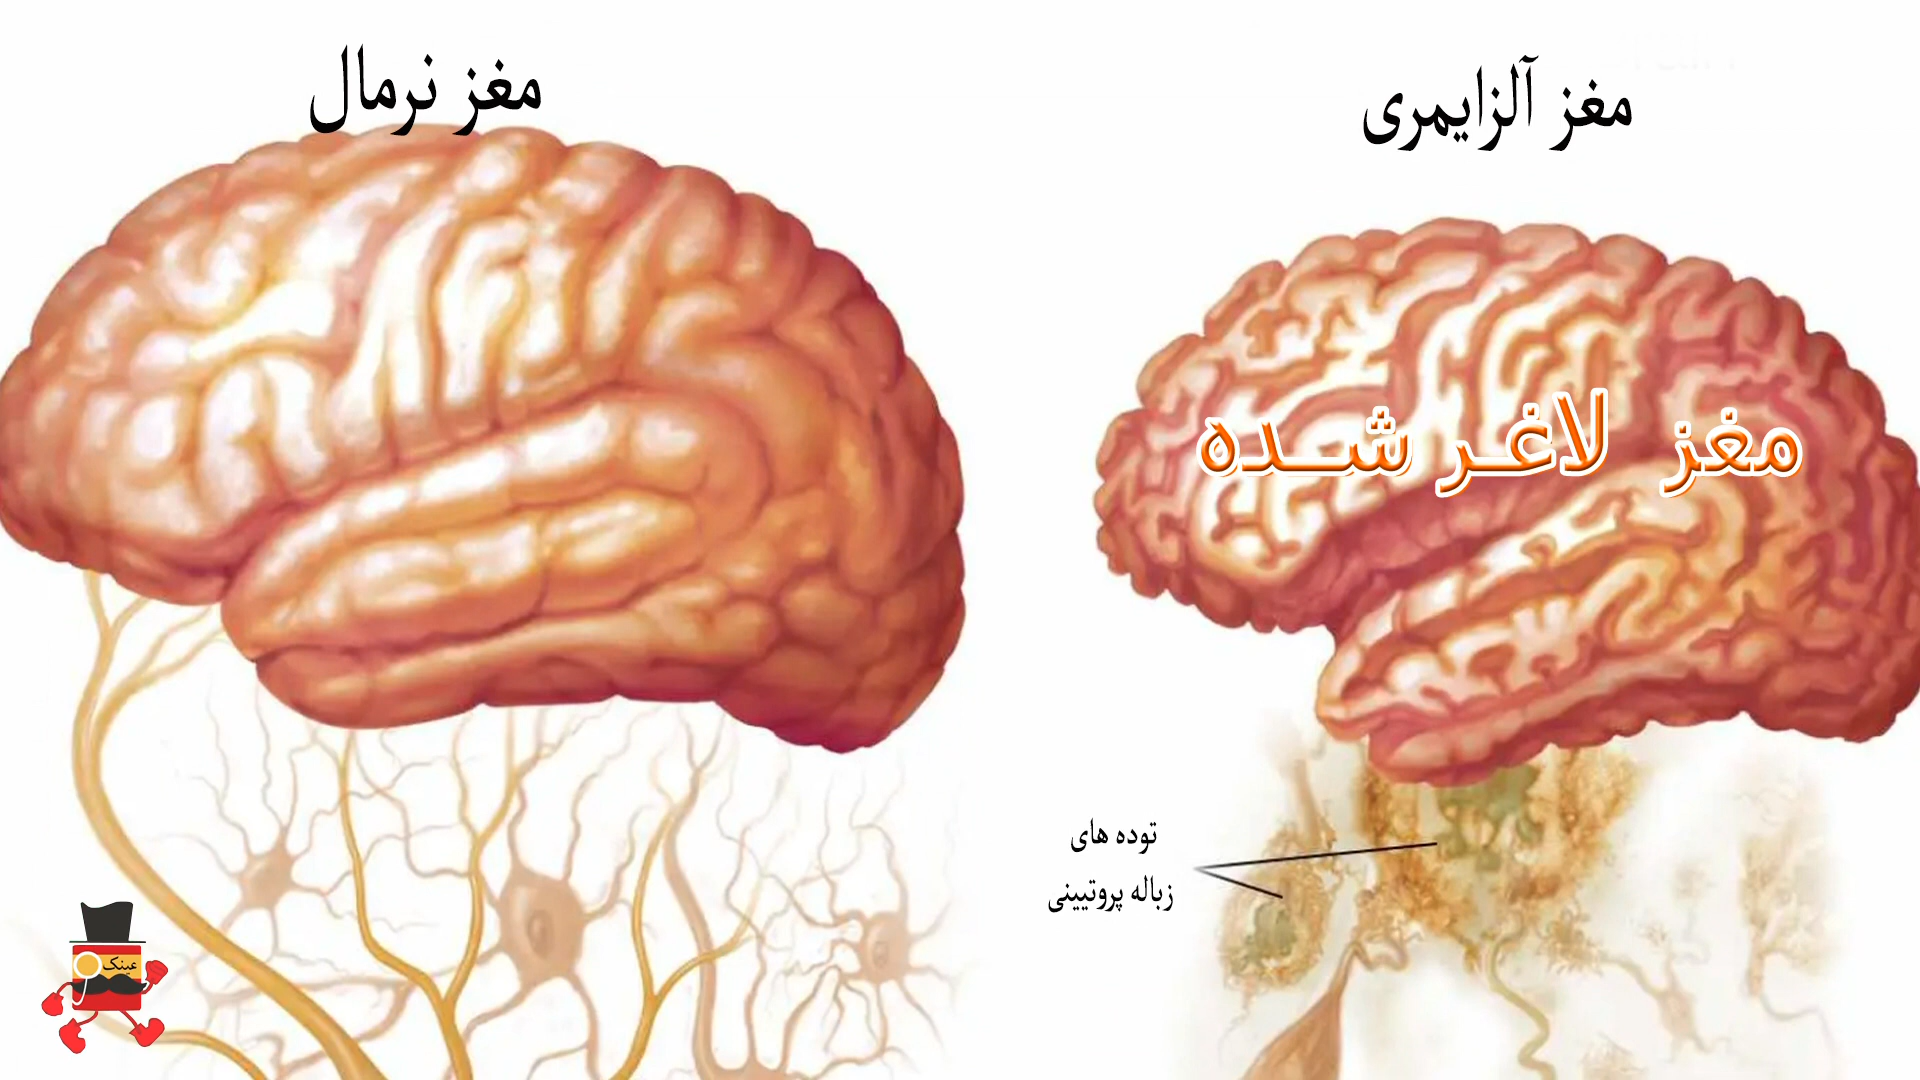 مغز نرمال
مغز آلزایمری
مغز لاغر شده
توده های
زباله پروتیینی
عینک